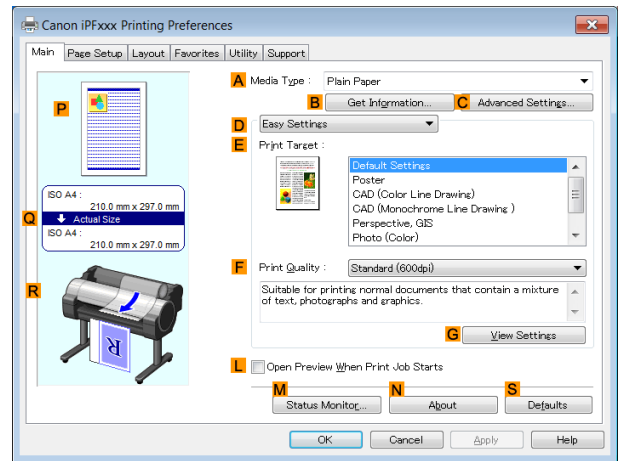 Canon iPFxxx Printing Preferences
Main Page Setup Layout Favorites Utility Support
A Media Type : Plain Paper
B Get Information... C Advanced Settings...
D Easy Settings
E Print Target :
Default Settings
Poster
CAD (Color Line Drawing)
CAD (Monochrome Line Drawing )
Perspective, GIS
Photo (Color)
P
ISO A4 :
210.0 mm x 297.0 mm
Q Actual Size
ISO A4 :
210.0 mm x 297.0 mm
F Print Quality : Standard (600dpi)
Suitable for printing normal documents that contain a mixture
of text, photographs and graphics.
R
R
G View Settings
L Open Preview When Print Job Starts
M Status Monitor... N About S Defaults
OK Cancel Apply Help